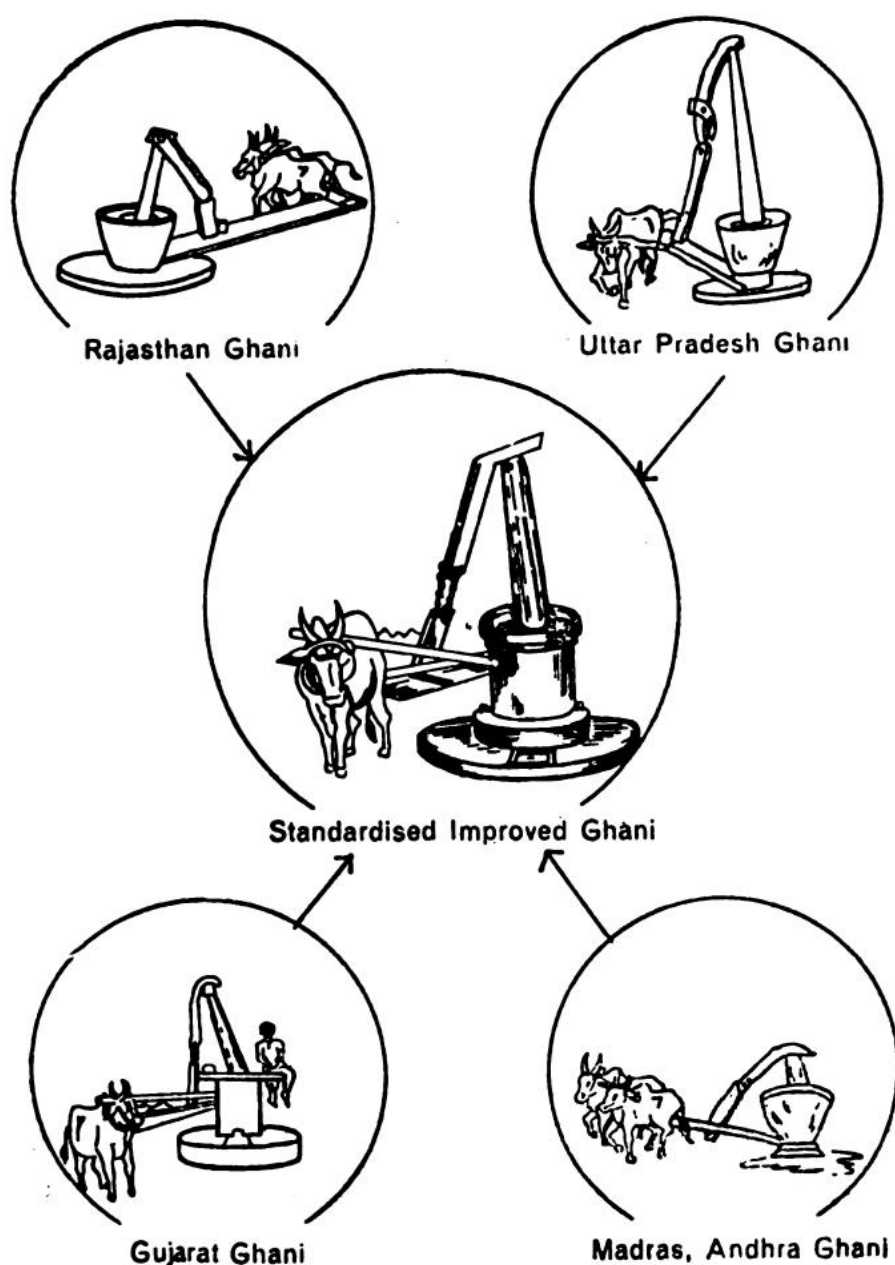 Rajasthan Ghani
Uttar Pradesh Ghani
Standardised Improved Ghani
Gujarat Ghani
Madras, Andhra Ghani